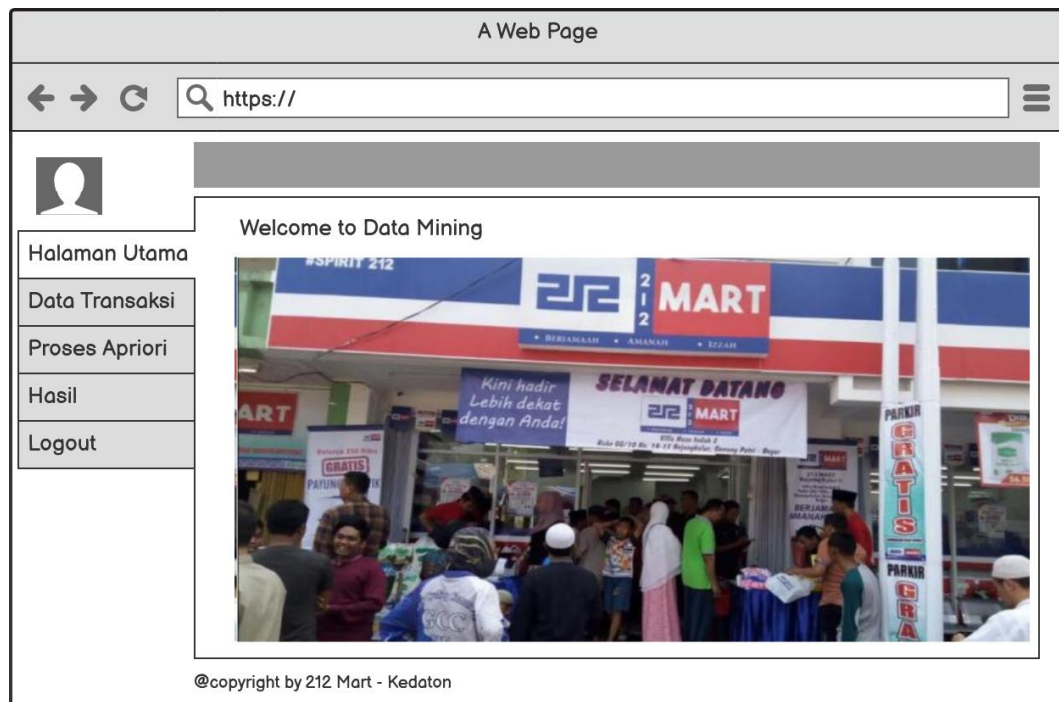 A Web Page
https://
Halaman Utama
Data Transaksi
Proses Apriori
Hasil
Logout
Welcome to Data Mining
#SPIRIT 212
212 MART
• BERJAMAAH • AMANAH • IZZAH
Kini hadir
Lebih dekat
dengan Anda!
SELAMAT DATANG
212 MART
ART
GRATIS
PARKIR
GRATIS
PARKIR
GRA
@copyright by 212 Mart - Kedaton